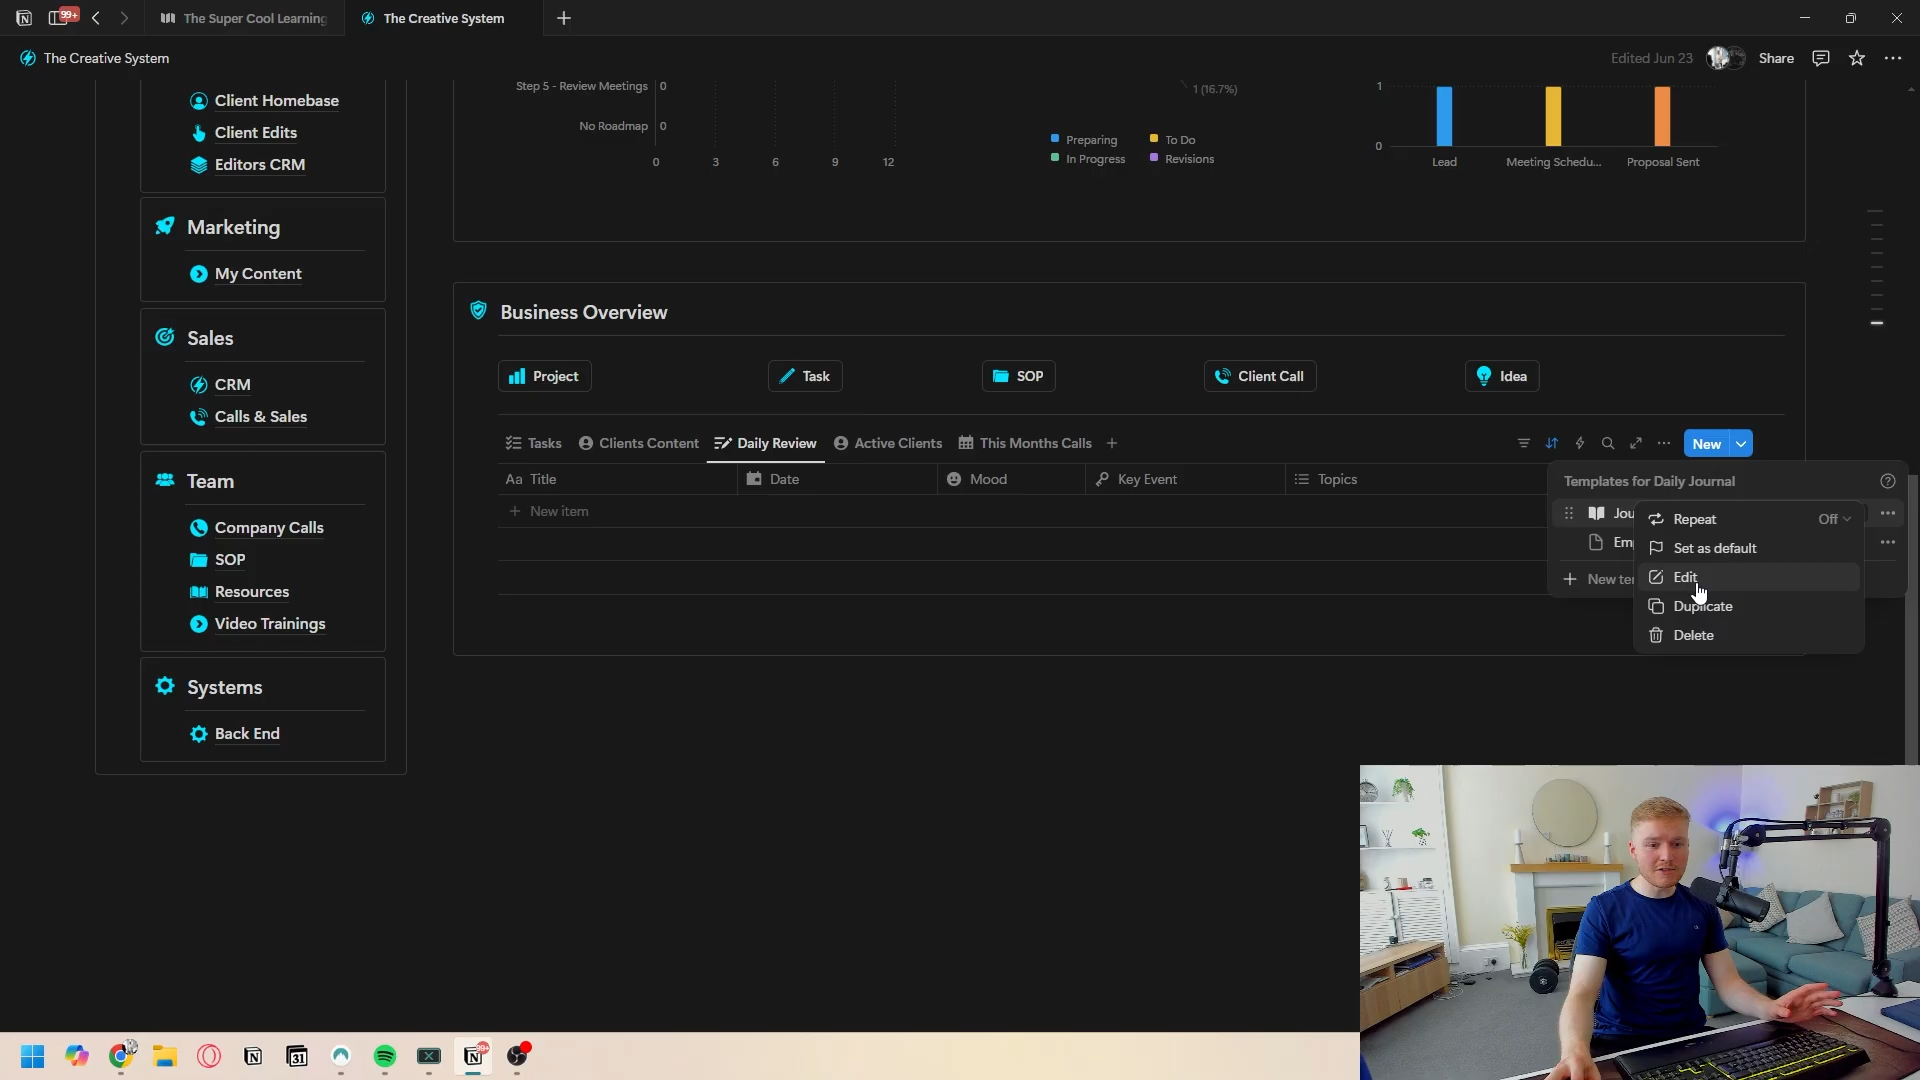 99+
The Super Cool Learning
The Creative System
The Creative System
Edited Jun 23
Share
Client Homebase
Client Edits
Editors CRM
Marketing
My Content
Sales
CRM
Calls & Sales
Team
Company Calls
SOP
Resources
Video Trainings
Systems
Back End
Step 5 - Review Meetings 0
No Roadmap 0
0 3 6 9 12
1 (16.7%)
Preparing To Do
In Progress Revisions
1
0
Lead Meeting Schedu... Proposal Sent
Business Overview
Project Task SOP Client Call Idea
Tasks Clients Content Daily Review Active Clients This Months Calls
New
Aa Title Date Mood Key Event Topics
New item
Templates for Daily Journal
Jou
Em
New te
Repeat Off
Set as default
Edit
Duplicate
Delete
31
99+